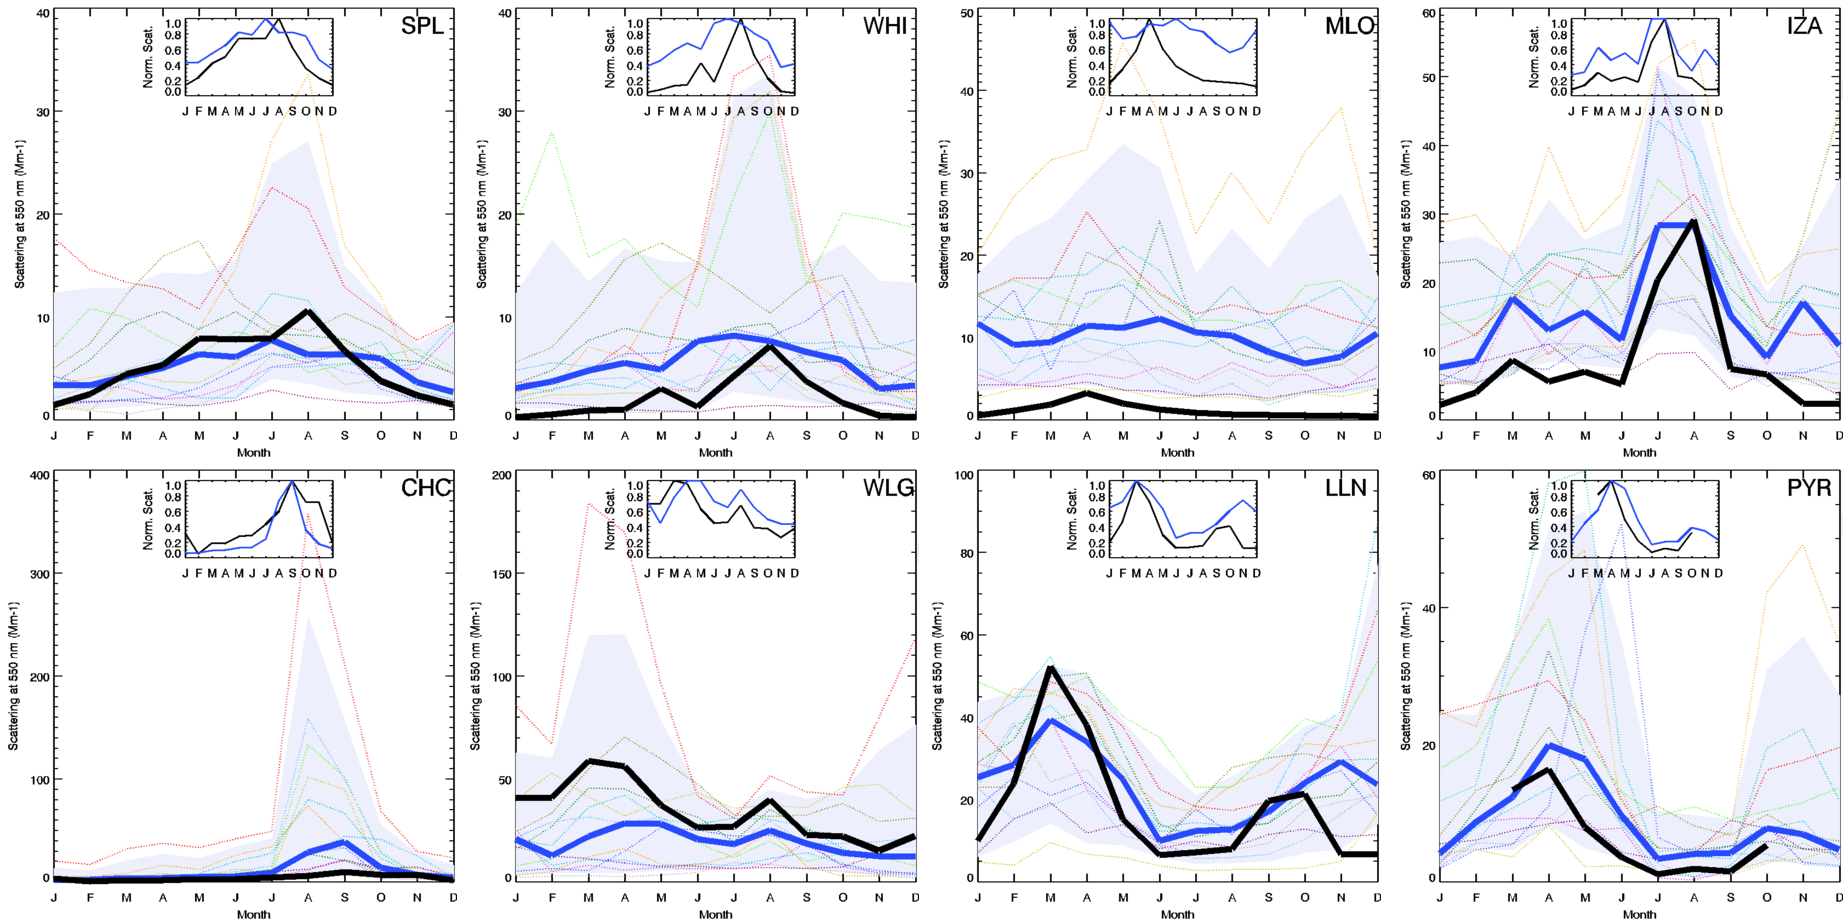 SPL
Norm. Scat.
1.0
0.8
0.6
0.4
0.2
0.0
J F M A M J J A S O N D
Scattering at 550 nm (Mm-1)
40
30
20
10
0
J F M A M J J A S O N D
Month
WHI
Norm. Scat.
1.0
0.8
0.6
0.4
0.2
0.0
J F M A M J J A S O N D
Scattering at 550 nm (Mm-1)
40
30
20
10
0
J F M A M J J A S O N D
Month
MLO
Norm. Scat.
1.0
0.8
0.6
0.4
0.2
0.0
J F M A M J J A S O N D
Scattering at 550 nm (Mm-1)
50
40
30
20
10
0
J F M A M J J A S O N D
Month
IZA
Norm. Scat.
1.0
0.8
0.6
0.4
0.2
0.0
J F M A M J J A S O N D
Scattering at 550 nm (Mm-1)
60
50
40
30
20
10
0
J F M A M J J A S O N D
Month
CHC
Norm. Scat.
1.0
0.8
0.6
0.4
0.2
0.0
J F M A M J J A S O N D
Scattering at 550 nm (Mm-1)
400
300
200
100
0
J F M A M J J A S O N D
Month
WLG
Norm. Scat.
1.0
0.8
0.6
0.4
0.2
0.0
J F M A M J J A S O N D
Scattering at 550 nm (Mm-1)
200
150
100
50
0
J F M A M J J A S O N D
Month
LLN
Norm. Scat.
1.0
0.8
0.6
0.4
0.2
0.0
J F M A M J J A S O N D
Scattering at 550 nm (Mm-1)
100
80
60
40
20
0
J F M A M J J A S O N D
Month
PYR
Norm. Scat.
1.0
0.8
0.6
0.4
0.2
0.0
J F M A M J J A S O N D
Scattering at 550 nm (Mm-1)
60
40
20
0
J F M A M J J A S O N D
Month